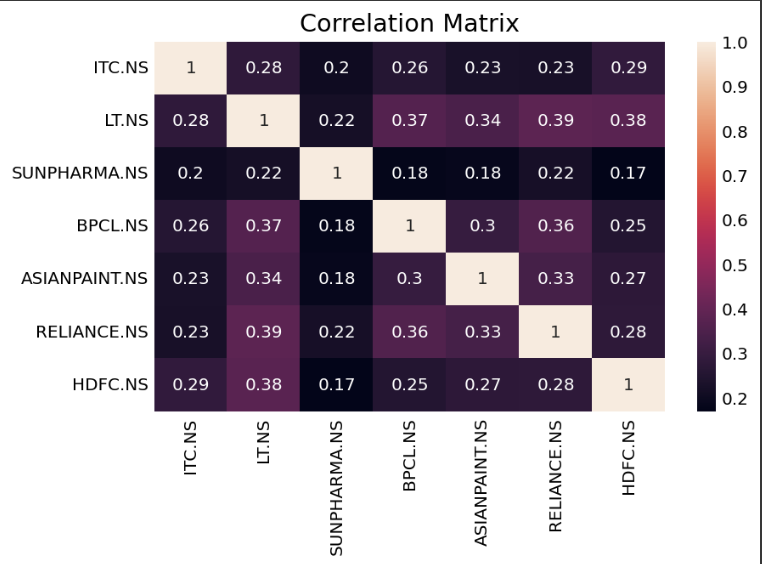 Correlation Matrix
ITC.NS 1 0.28 0.2 0.26 0.23 0.23 0.29
LT.NS 0.28 1 0.22 0.37 0.34 0.39 0.38
SUNPHARMA.NS 0.2 0.22 1 0.18 0.18 0.22 0.17
BPCL.NS 0.26 0.37 0.18 1 0.3 0.36 0.25
ASIANPAINT.NS 0.23 0.34 0.18 0.3 1 0.33 0.27
RELIANCE.NS 0.23 0.39 0.22 0.36 0.33 1 0.28
HDFC.NS 0.29 0.38 0.17 0.25 0.27 0.28 1
ITC.NS
LT.NS
SUNPHARMA.NS
BPCL.NS
ASIANPAINT.NS
RELIANCE.NS
HDFC.NS
1.0
0.9
0.8
0.7
0.6
0.5
0.4
0.3
0.2